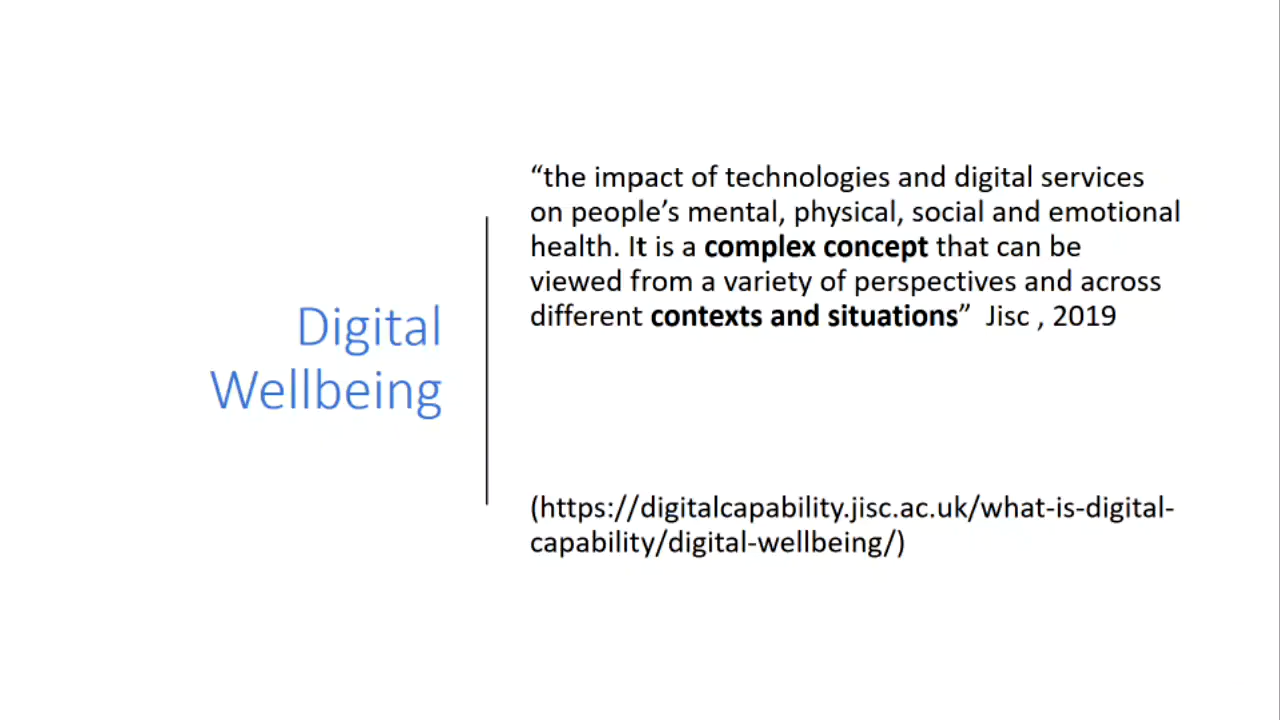 Digital
Wellbeing
“the impact of technologies and digital services
on people’s mental, physical, social and emotional
health. It is a complex concept that can be
viewed from a variety of perspectives and across
different contexts and situations”  Jisc , 2019
(https://digitalcapability.jisc.ac.uk/what-is-digital-
capability/digital-wellbeing/)